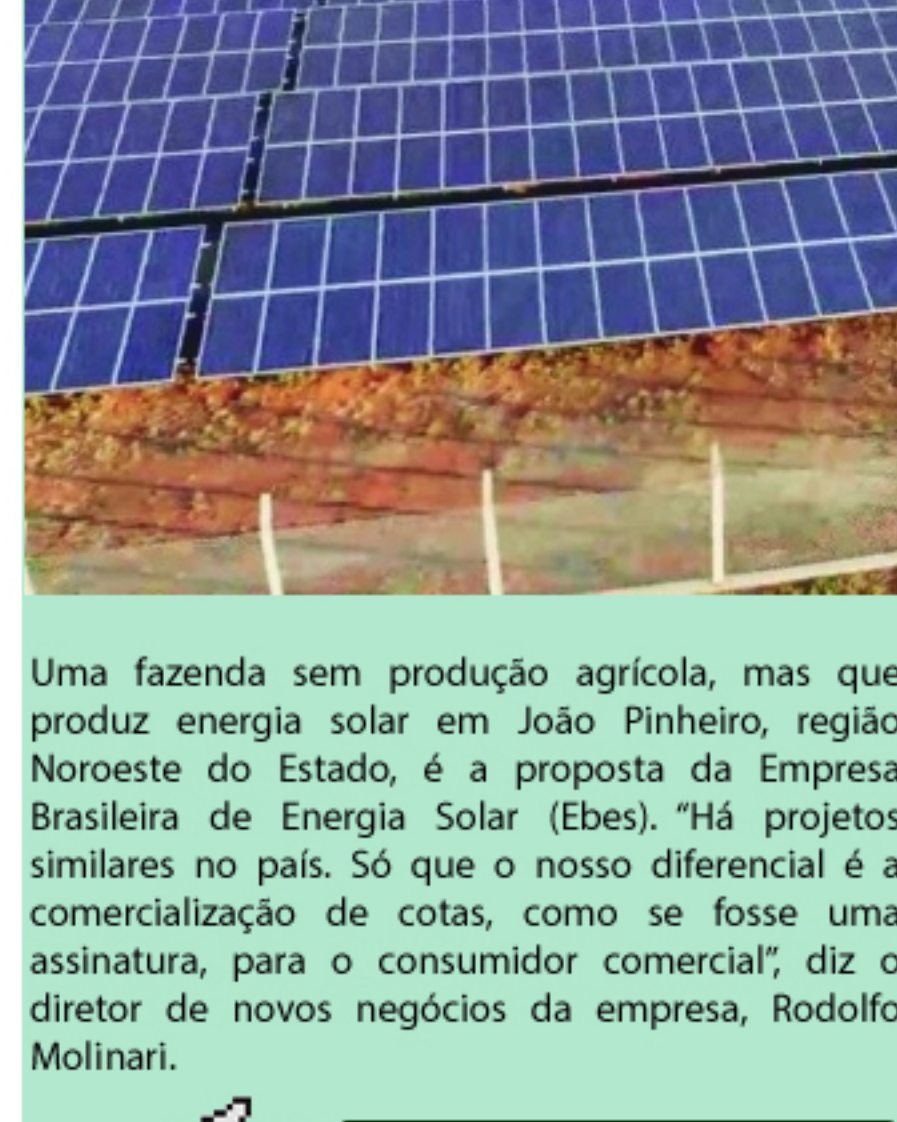 Uma fazenda sem produção agrícola, mas que
produz energia solar em João Pinheiro, região
Noroeste do Estado, é a proposta da Empresa
Brasileira de Energia Solar (Ebes). “Há projetos
similares no país. Só que o nosso diferencial é a
comercialização de cotas, como se fosse uma
assinatura, para o consumidor comercial”, diz o
diretor de novos negócios da empresa, Rodolfo
Molinari.